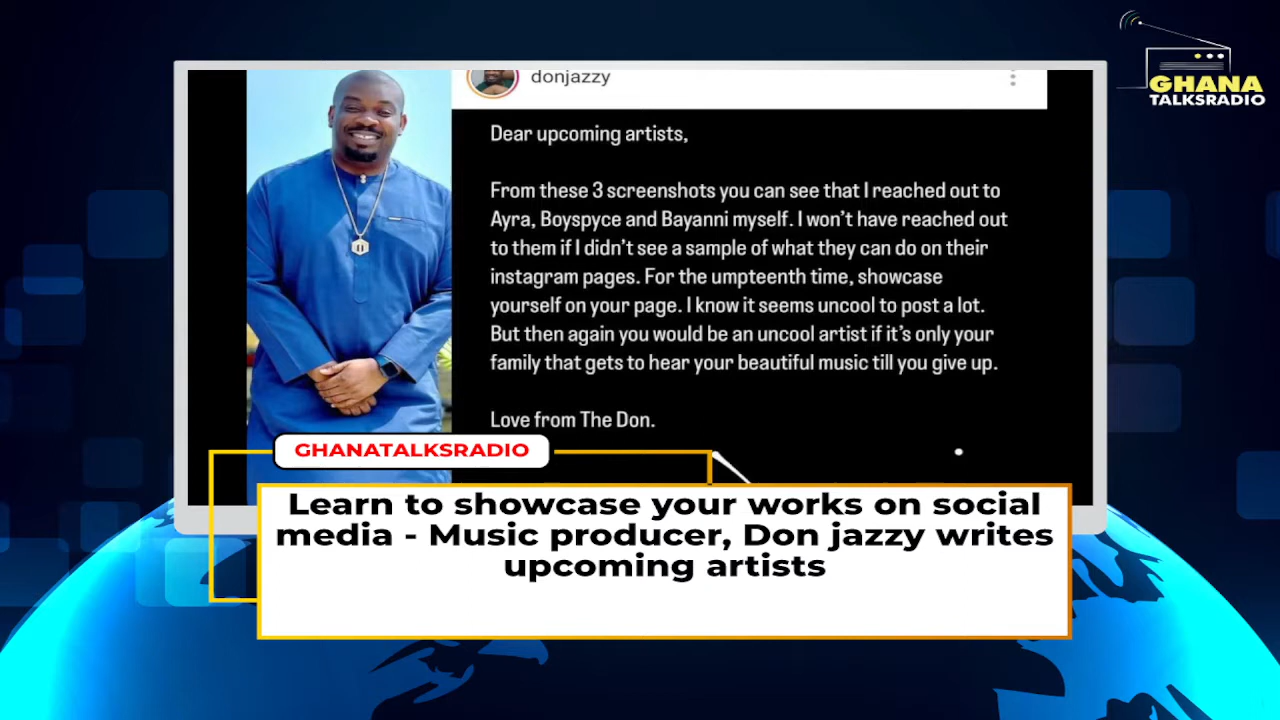 GHANA
TALKSRADIO
donjazzy
Dear upcoming artists,
From these 3 screenshots you can see that I reached out to
Ayra, Boyspyce and Bayanni myself. I won't have reached out
to them if I didn't see a sample of what they can do on their
instagram pages. For the umpteenth time, showcase
yourself on your page. I know it seems uncool to post a lot.
But then again you would be an uncool artist if it's only your
family that gets to hear your beautiful music till you give up.
Love from The Don.
GHANATALKSRADIO
Learn to showcase your works on social
media - Music producer, Don jazzy writes
upcoming artists